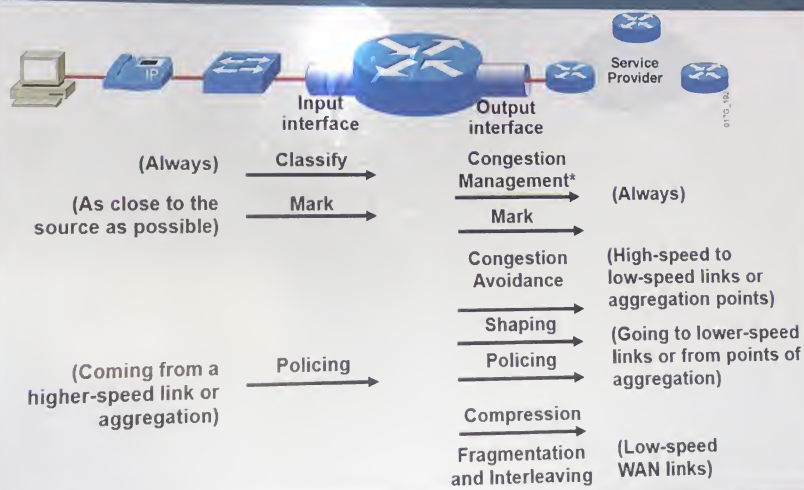 IP
Service
Provider
Input
interface
Output
interface
(Always)
Classify
Congestion
Management*
(Always)
(As close to the
source as possible)
Mark
Mark
Congestion
Avoidance
(High-speed to
low-speed links or
aggregation points)
Shaping
(Going to lower-speed
links or from points of
aggregation)
(Coming from a
higher-speed link or
aggregation)
Policing
Policing
Compression
Fragmentation
and Interleaving
(Low-speed
WAN links)